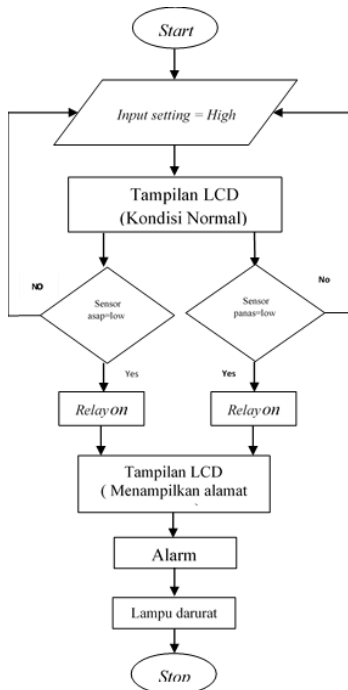 Start
Input setting = High
Tampilan LCD
(Kondisi Normal)
NO
Sensor
asap=low
Sensor
panas=low
No
Yes
Yes
Relay on
Relay on
Tampilan LCD
( Menampilkan alamat
Alarm
Lampu darurat
Stop